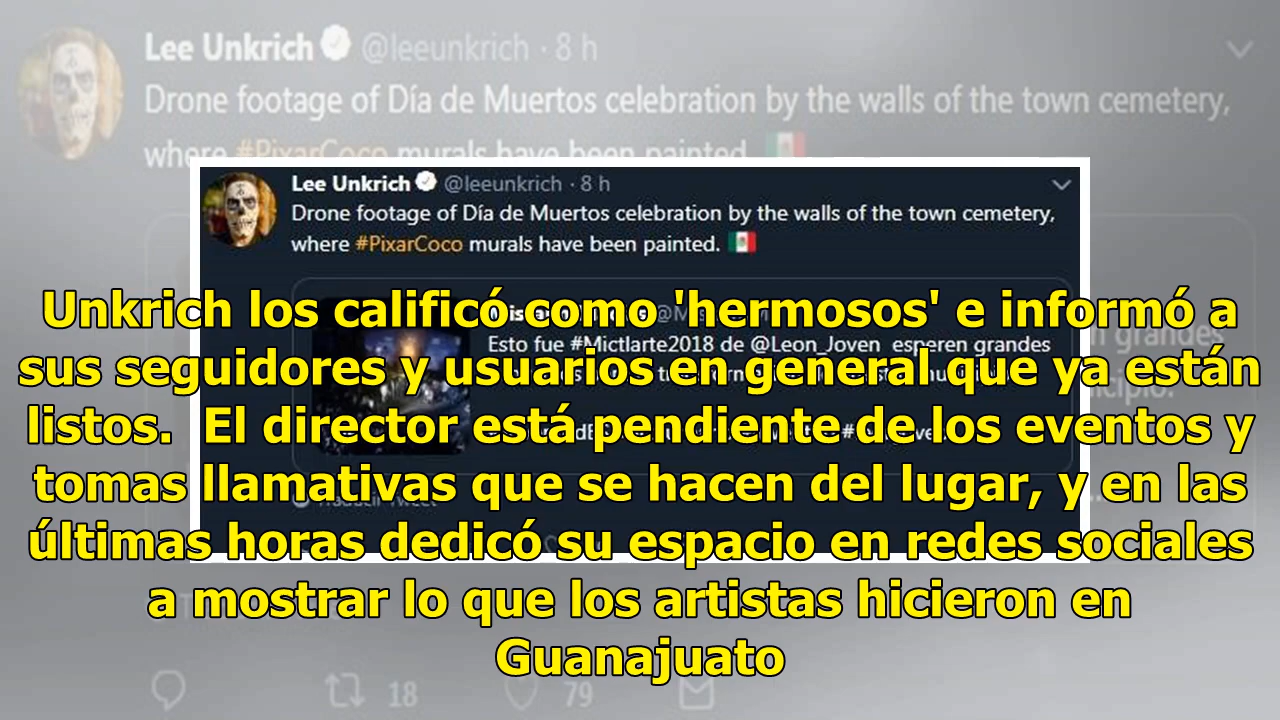 Lee Unkrich @leeunkrich · 8 h
Drone footage of Día de Muertos celebration by the walls of the town cemetery,
where #PixarCoco murals have been painted.
Lee Unkrich @leeunkrich · 8 h
Drone footage of Día de Muertos celebration by the walls of the town cemetery,
where #PixarCoco murals have been painted.
Esto fue #Mictlarte2018 de @Leon_Joven esperen grandes
Unkrich los calificó como 'hermosos' e informó a
sus seguidores y usuarios en general que ya están
listos. El director está pendiente de los eventos y
tomas llamativas que se hacen del lugar, y en las
últimas horas dedicó su espacio en redes sociales
a mostrar lo que los artistas hicieron en
Guanajuato
18 79